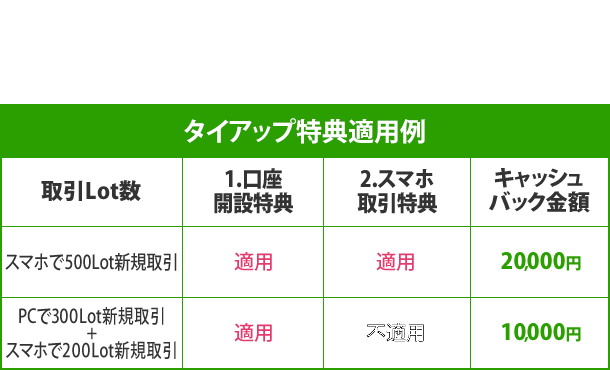 タイアップ特典適用例
取引Lot数
1.口座
開設特典
2.スマホ
取引特典
キャッシュ
バック金額
スマホで500Lot新規取引
適用
適用
20,000円
PCで300Lot新規取引
+
スマホで200Lot新規取引
適用
不適用
10,000円